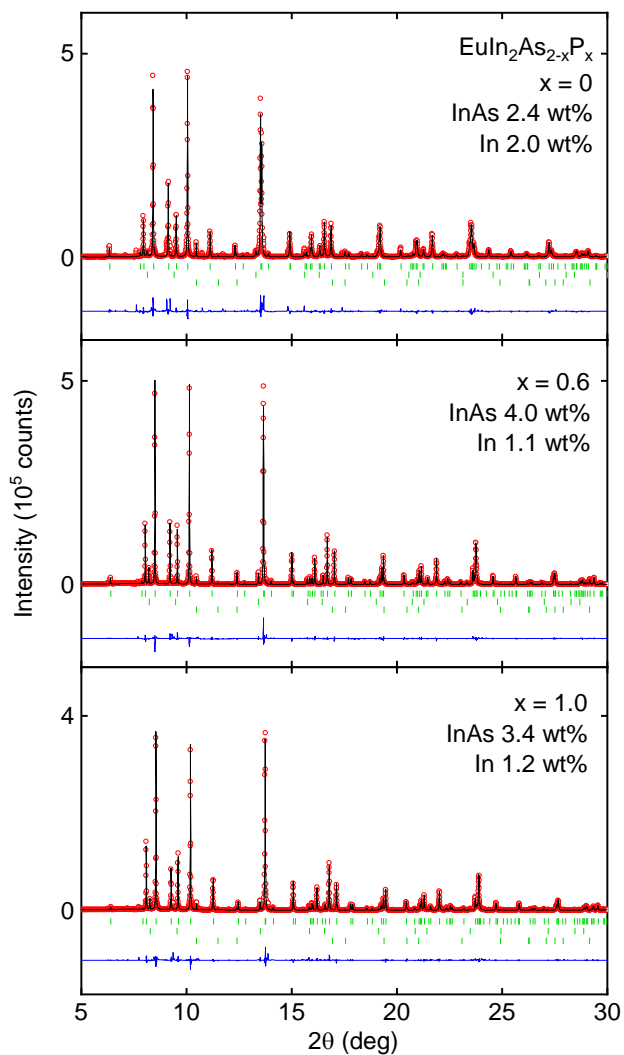 5
EuIn₂As₂₋ₓPₓ
x = 0
InAs 2.4 wt%
In 2.0 wt%
0
5
x = 0.6
InAs 4.0 wt%
In 1.1 wt%
Intensity (10⁵ counts)
0
x = 1.0
4
InAs 3.4 wt%
In 1.2 wt%
0
5 10 15 20 25 30
2θ (deg)